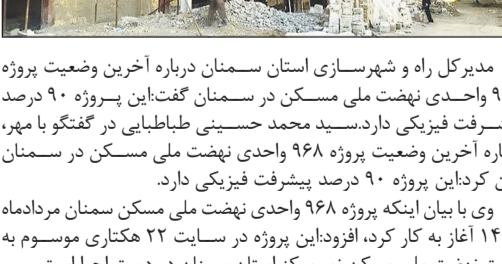 مدیرکل راه و شهرسازی استان سمنان درباره آخرین وضعیت پروژه
واحدی نهضت ملی مسکن در سمنان گفت:این پروژه ۹۰ درصد
فیزیکی دارد.سید محمد حسینی طباطبایی در گفتگو با مهر،
آخرین وضعیت پروژه ۹۶۸ واحدی نهضت ملی مسکن در سمنان
کرد:این پروژه ۹۰ درصد پیشرفت فیزیکی دارد.
وی با بیان اینکه پروژه ۹۶۸ واحدی نهضت ملی مسکن سمنان مردادماه
آغاز به کار کرد، افزود:این پروژه در سایت ۲۲ هکتاری موسوم به